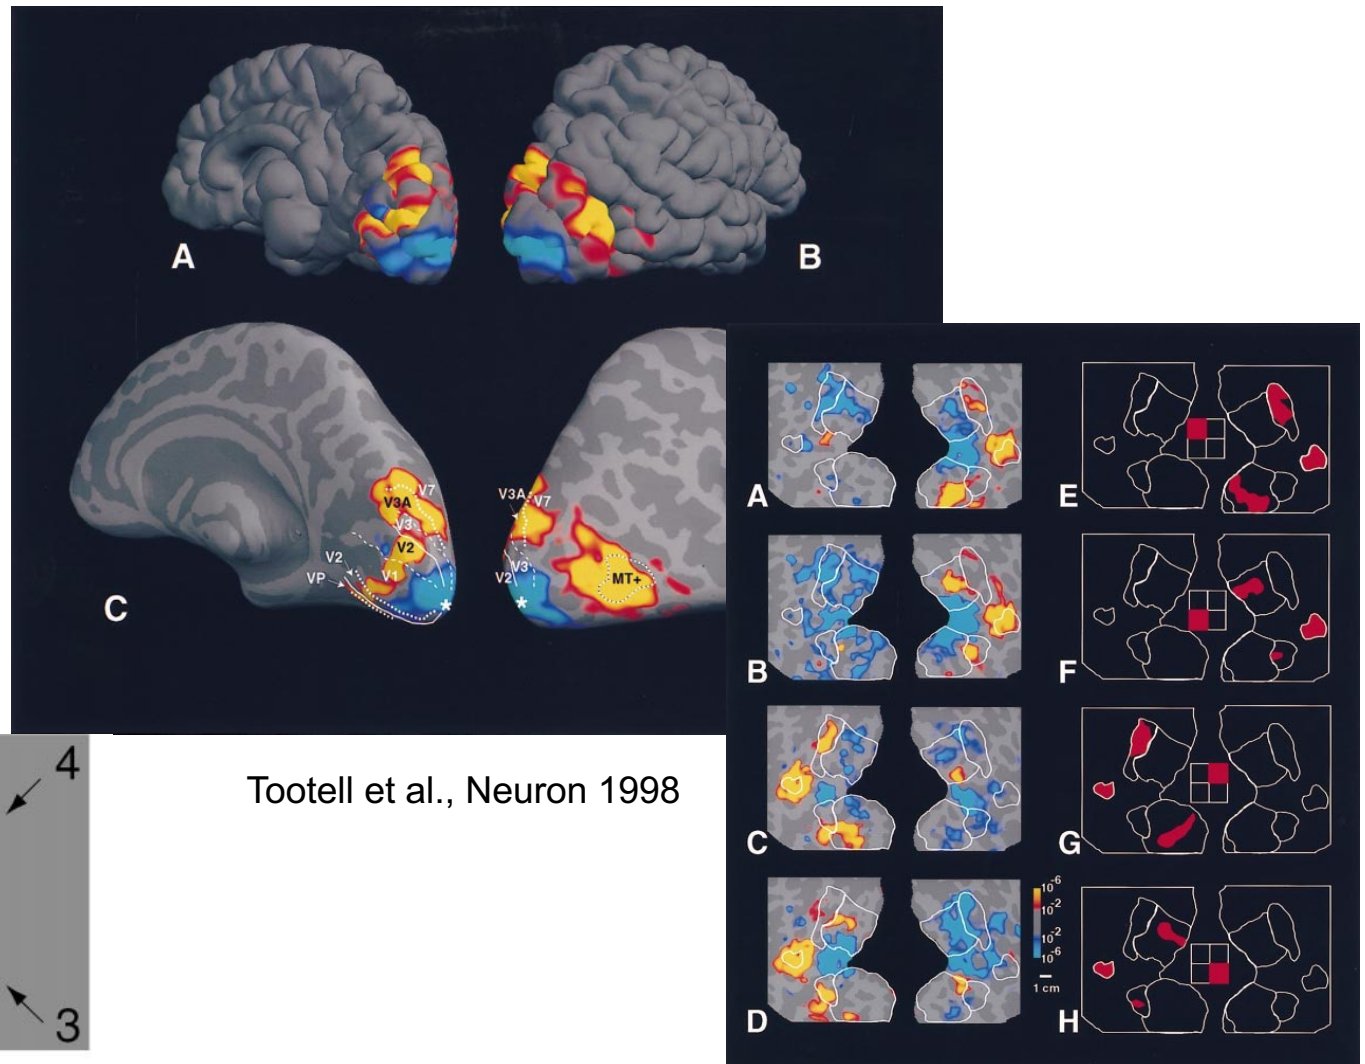 A
B
V3A
V7
V3
V2
V2
V1
VP
C
*
V3A
V7
V3
V2
*
MT+
A
E
B
F
C
G
10-6
10-2
10-2
10-6
1 cm
D
H
4
3
Tootell et al., Neuron 1998